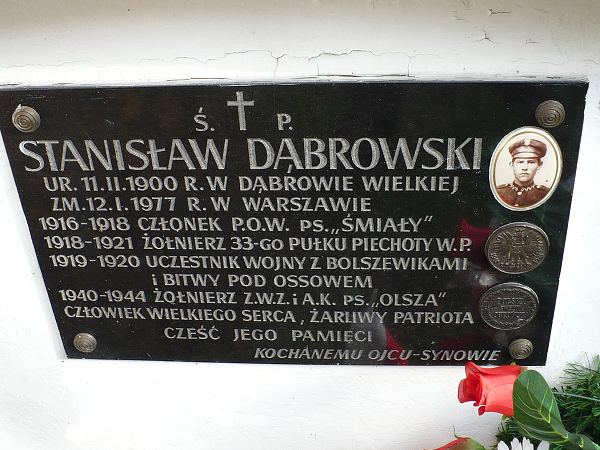 Ś. P.
STANISŁAW DĄBROWSKI
UR. 11.II.1900 R. W DĄBROWIE WIELKIEJ
ZM. 12.I.1977 R. W WARSZAWIE
1916-1918 CZŁONEK P.O.W. PS. „ŚMIAŁY”
1918-1921 ŻOŁNIERZ 33-GO PUŁKU PIECHOTY W.P.
1919-1920 UCZESTNIK WOJNY Z BOLSZEWIKAMI
I BITWY POD OSSOWEM
1940-1944 ŻOŁNIERZ Z.W.Z. i A.K. PS. „OLSZA”
CZŁOWIEK WIELKIEGO SERCA, ŻARLIWY PATRIOTA
CZEŚĆ JEGO PAMIĘCI
KOCHANEMU OJCU-SYNOWIE